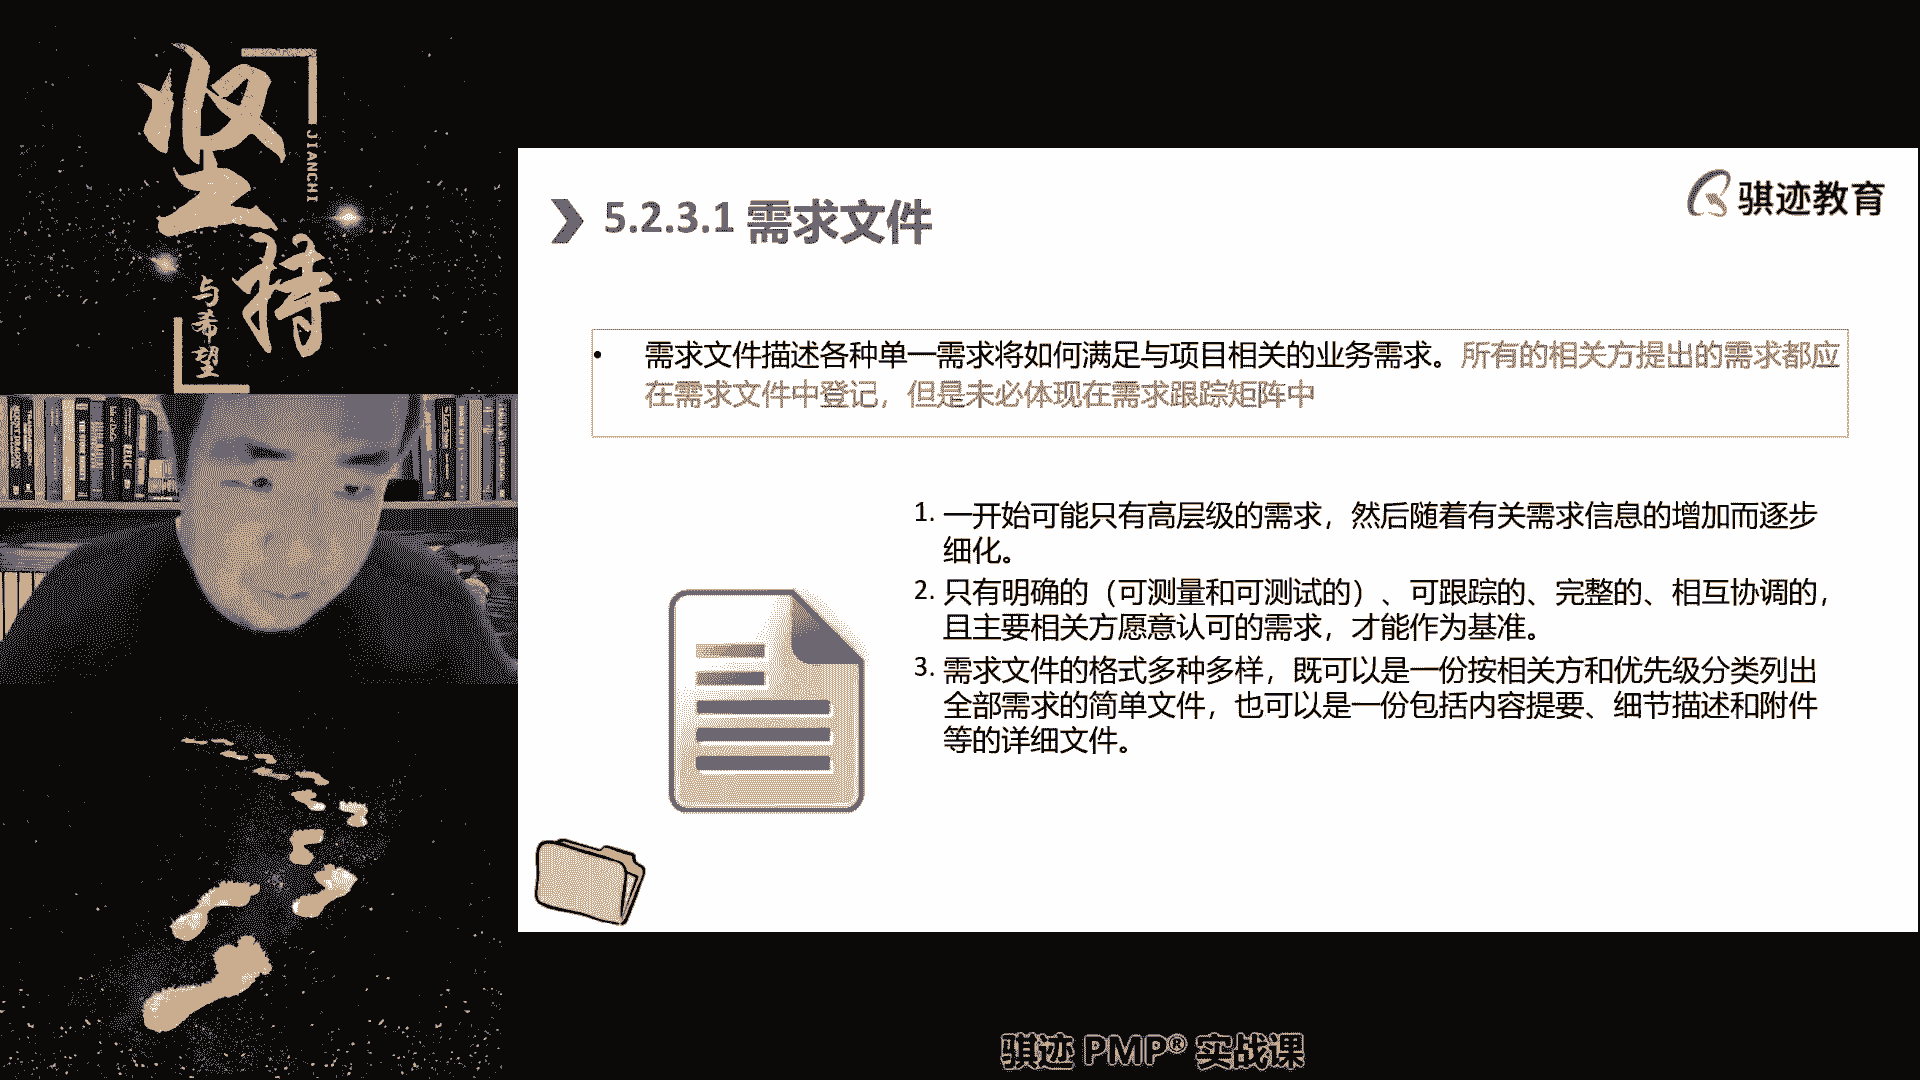 坚持
JIANCHI
与希望
骐迹教育
5.2.3.1 需求文件
• 需求文件描述各种单一需求将如何满足与项目相关的业务需求。所有的相关方提出的需求都应
在需求文件中登记，但是未必体现在需求跟踪矩阵中
1. 一开始可能只有高层级的需求，然后随着有关需求信息的增加而逐步
细化。
2. 只有明确的（可测量和可测试的）、可跟踪的、完整的、相互协调的，
且主要相关方愿意认可的需求，才能作为基准。
3. 需求文件的格式多种多样，既可以是一份按相关方和优先级分类列出
全部需求的简单文件，也可以是一份包括内容提要、细节描述和附件
等的详细文件。
骐迹 PMP® 实战课